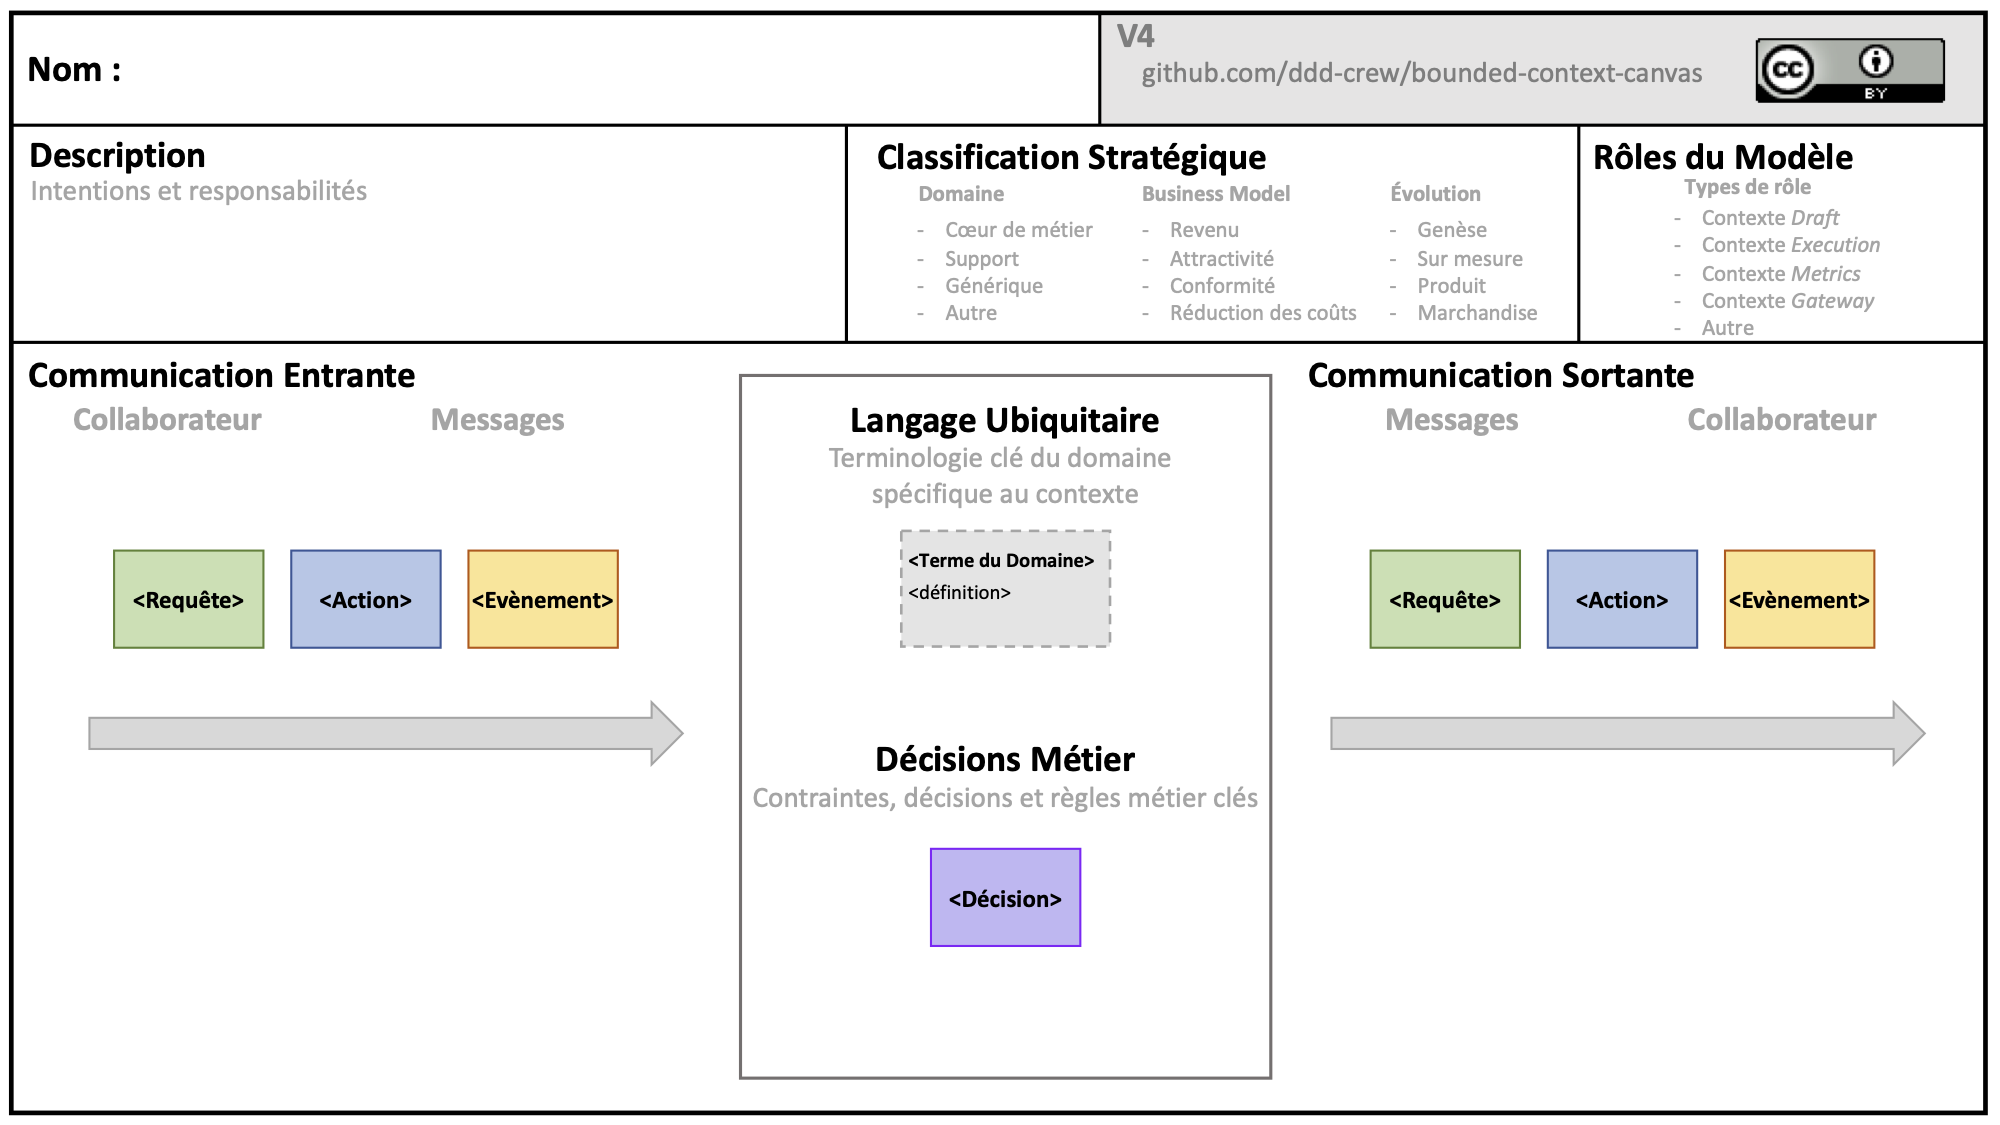 Nom :
V4
github.com/ddd-crew/bounded-context-canvas
cc
BY
Description
Intentions et responsabilités
Classification Stratégique
Domaine
- Cœur de métier
- Support
- Générique
- Autre
Business Model
- Revenu
- Attractivité
- Conformité
- Réduction des coûts
Évolution
- Genèse
- Sur mesure
- Produit
- Marchandise
Rôles du Modèle
Types de rôle
- Contexte Draft
- Contexte Execution
- Contexte Metrics
- Contexte Gateway
- Autre
Communication Entrante
Collaborateur Messages
<Requête> <Action> <Evènement>
Langage Ubiquitaire
Terminologie clé du domaine
spécifique au contexte
<Terme du Domaine>
<définition>
Décisions Métier
Contraintes, décisions et règles métier clés
<Décision>
Communication Sortante
Messages Collaborateur
<Requête> <Action> <Evènement>